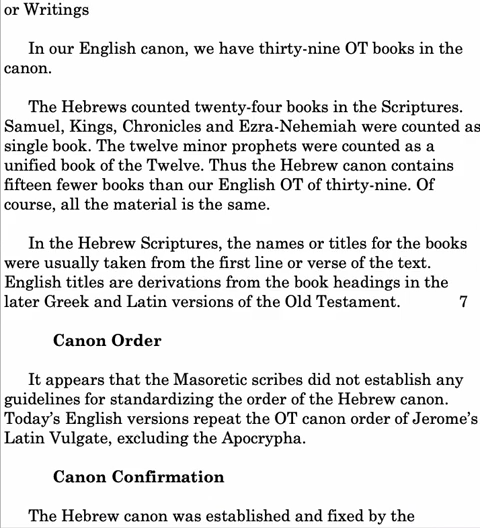 or Writings
In our English canon, we have thirty-nine OT books in the
canon.
The Hebrews counted twenty-four books in the Scriptures.
Samuel, Kings, Chronicles and Ezra-Nehemiah were counted as
single book. The twelve minor prophets were counted as a
unified book of the Twelve. Thus the Hebrew canon contains
fifteen fewer books than our English OT of thirty-nine. Of
course, all the material is the same.
In the Hebrew Scriptures, the names or titles for the books
were usually taken from the first line or verse of the text.
English titles are derivations from the book headings in the
later Greek and Latin versions of the Old Testament. 7
Canon Order
It appears that the Masoretic scribes did not establish any
guidelines for standardizing the order of the Hebrew canon.
Today's English versions repeat the OT canon order of Jerome's
Latin Vulgate, excluding the Apocrypha.
Canon Confirmation
The Hebrew canon was established and fixed by the